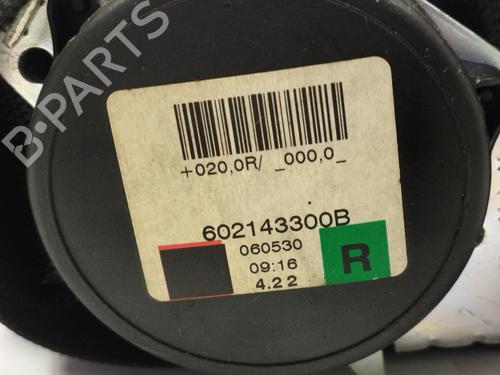 B-PARTS
+020,0R/ _000,0_
602143300B
060530
09:16
4.22
R